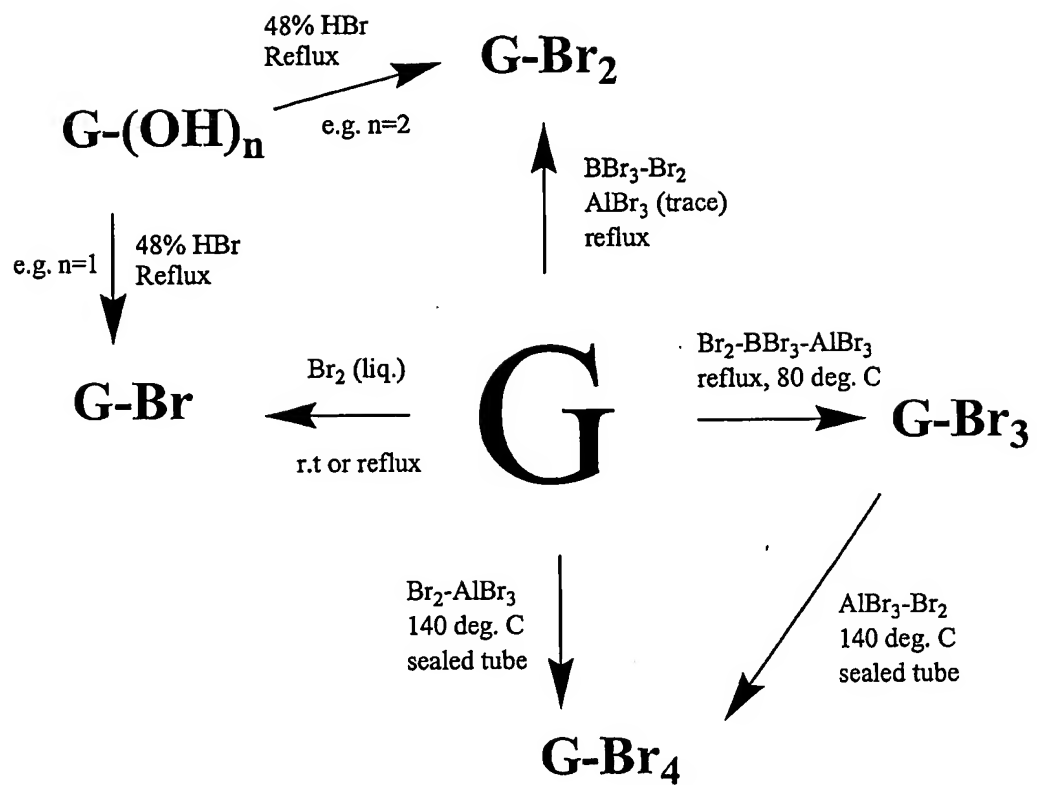 48% HBr
Reflux
G-Br2
G-(OH)n
e.g. n=2
BBr3-Br2
AlBr3 (trace)
reflux
e.g. n=1
48% HBr
Reflux
Br2 (liq.)
r.t or reflux
G-Br
G
Br2-BBr3-AlBr3
reflux, 80 deg. C
G-Br3
Br2-AlBr3
140 deg. C
sealed tube
AlBr3-Br2
140 deg. C
sealed tube
G-Br4